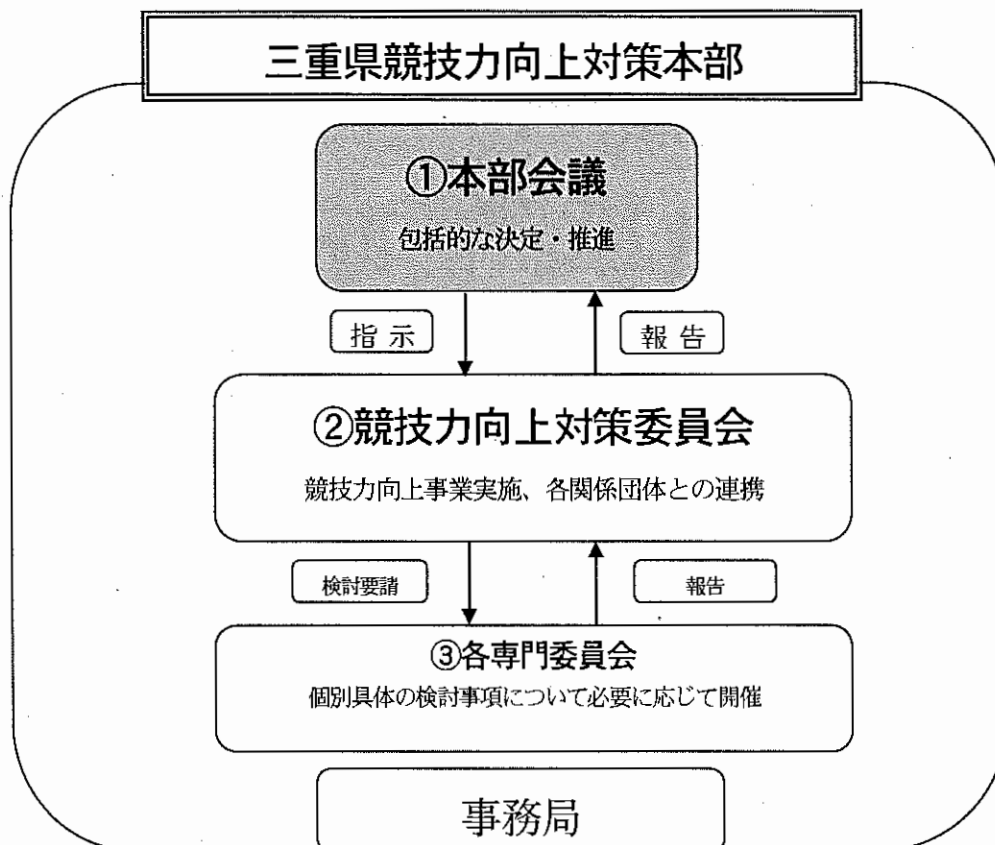 三重県競技力向上対策本部
①本部会議
包括的な決定・推進
指示
報告
②競技力向上対策委員会
競技力向上事業実施、各関係団体との連携
検討要請
報告
③各専門委員会
個別具体の検討事項について必要に応じて開催
事務局